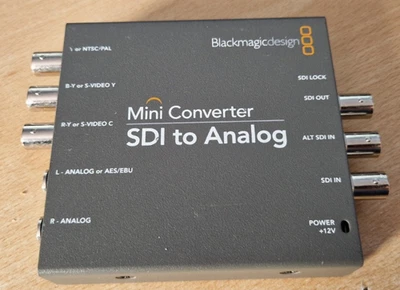 Blackmagicdesign
Y or NTSC/PAL
B-Y or S-VIDEO Y
R-Y or S-VIDEO C
L - ANALOG or AES/EBU
R - ANALOG
Mini Converter
SDI to Analog
SDI LOCK
SDI OUT
ALT SDI IN
SDI IN
POWER
+12V